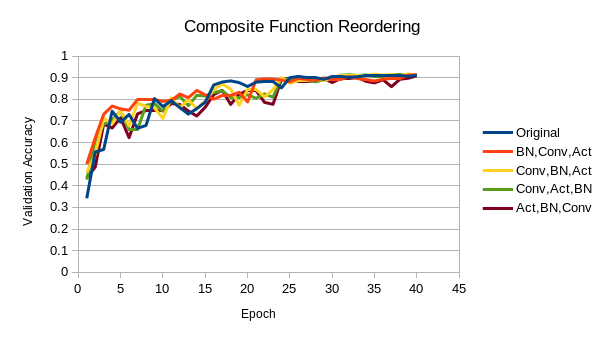 Composite Function Reordering
1
0.9
0.8
0.7
0.6
0.5
0.4
0.3
0.2
0.1
0
0 5 10 15 20 25 30 35 40 45
Validation Accuracy
Epoch
Original
BN,Conv,Act
Conv,BN,Act
Conv,Act,BN
Act,BN,Conv